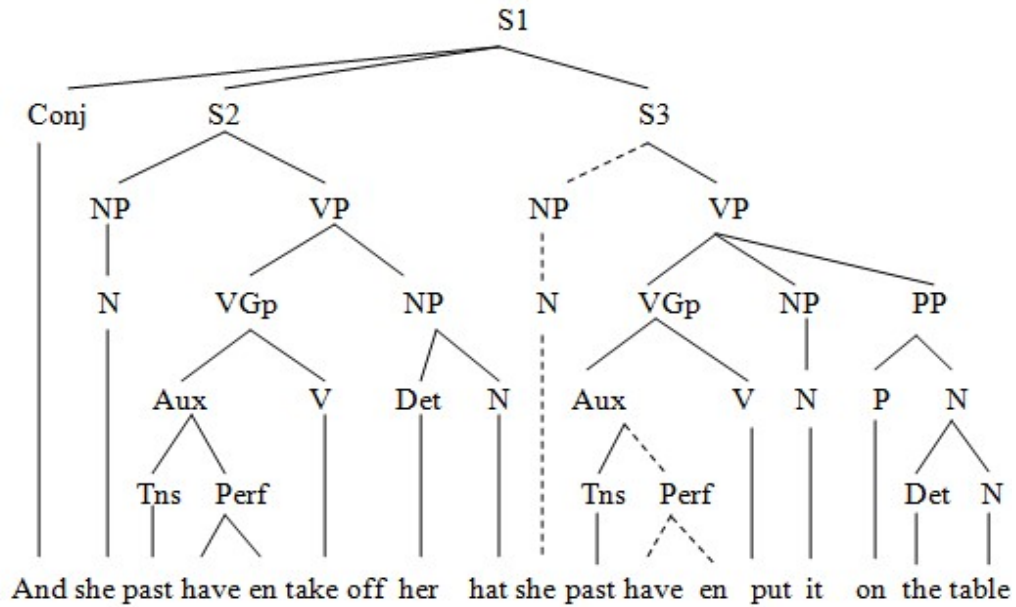 S1
Conj S2 S3
NP VP NP VP
N VGp NP N VGp NP PP
Aux V Det N Aux V N P N
Tns Perf Tns Perf Det N
And she past have en take off her hat she past have en put it on the table